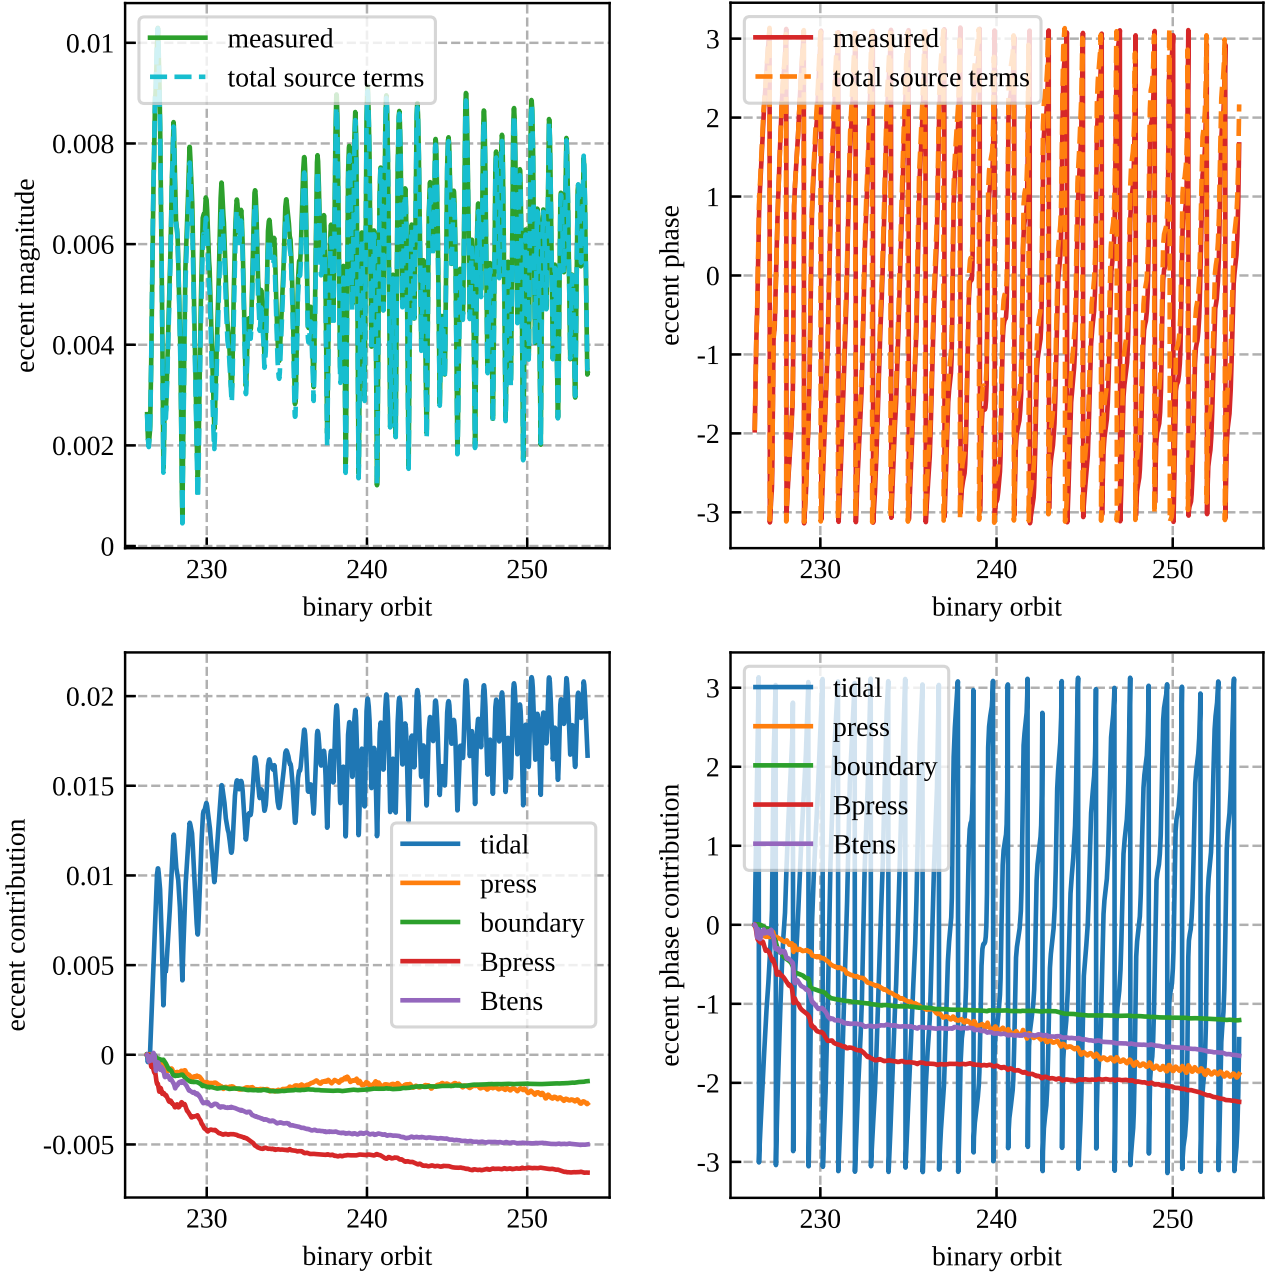 0.01
0.008
0.006
0.004
0.002
0
eccent magnitude
measured
total source terms
230
240
250
binary orbit
3
2
1
0
-1
-2
-3
eccent phase
measured
total source terms
230
240
250
binary orbit
0.02
0.015
0.01
0.005
0
-0.005
eccent contribution
tidal
press
boundary
Bpress
Btens
230
240
250
binary orbit
3
2
1
0
-1
-2
-3
eccent phase contribution
tidal
press
boundary
Bpress
Btens
230
240
250
binary orbit